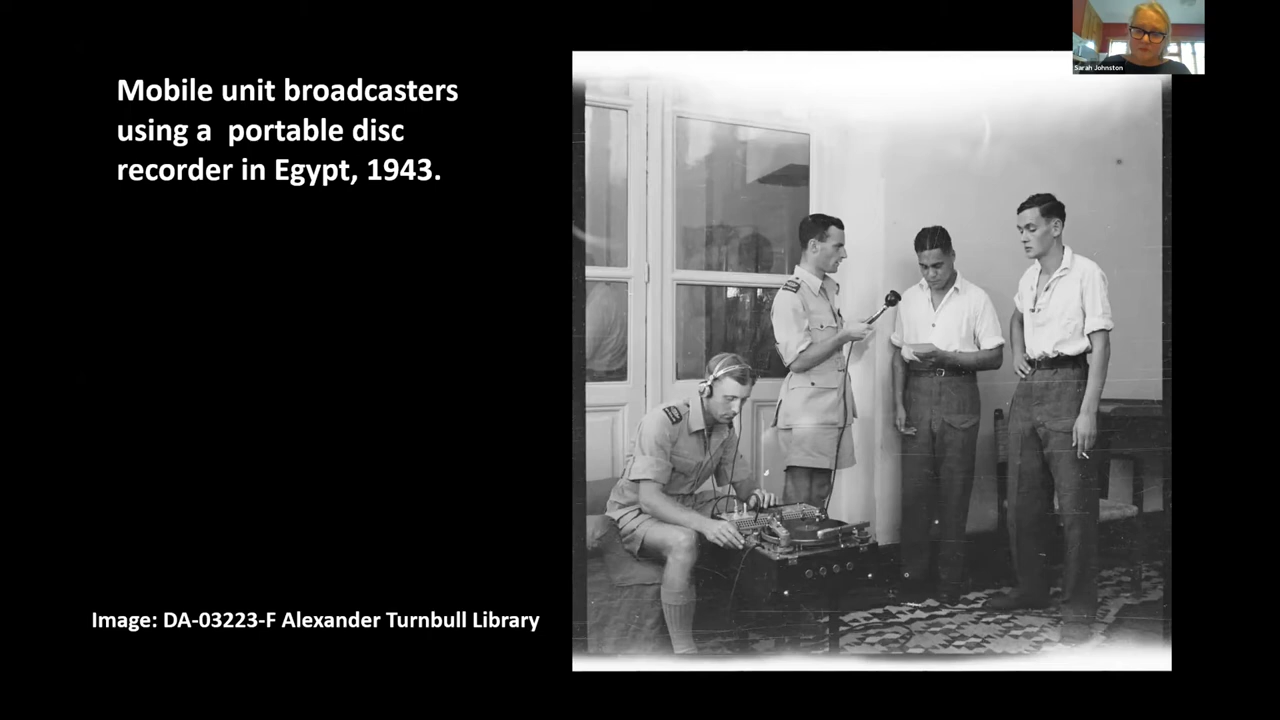 Mobile unit broadcasters
using a portable disc
recorder in Egypt, 1943.
Image: DA-03223-F Alexander Turnbull Library
Sarah Johnston